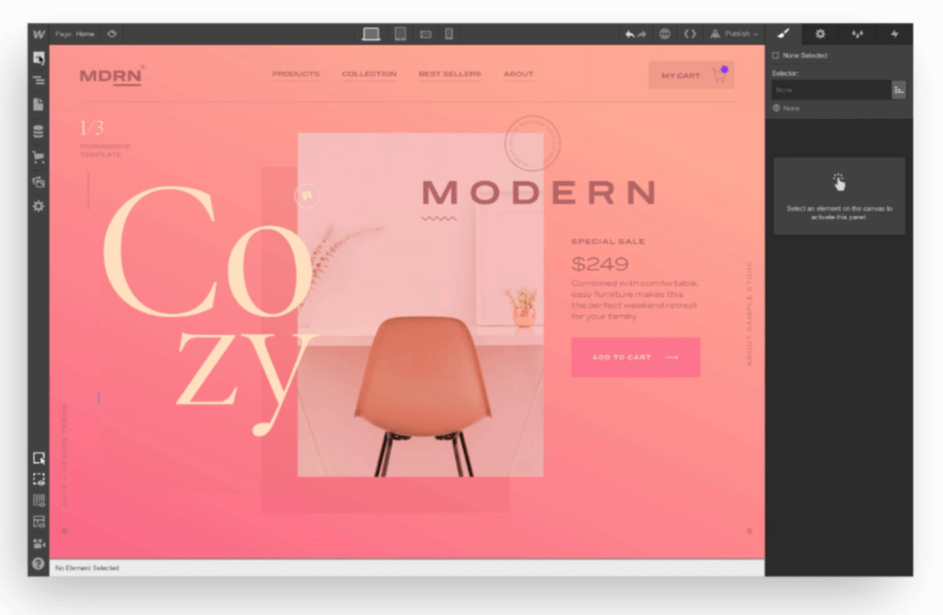 W
Page: Home
Publish
MDRN
PRODUCTS
COLLECTION
BEST SELLERS
ABOUT
MY CART
1/3
ECOMMERCE
TEMPLATE
Co
zy
MODERN
SPECIAL SALE
$249
Combined with comfortable,
easy furniture makes this
the perfect weekend retreat
for your family
ADD TO CART
ABOUT SAMPLE STORE
No Element Selected
None Selected
Selector:
None
None
Select an element on the canvas to
activate this panel